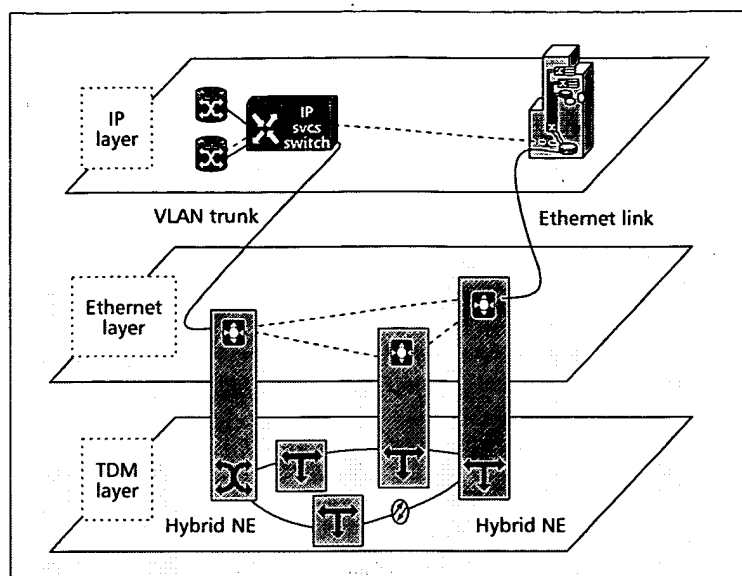 IP
layer
IP
svcs
switch
VLAN trunk
Ethernet link
Ethernet
layer
TDM
layer
Hybrid NE
Hybrid NE